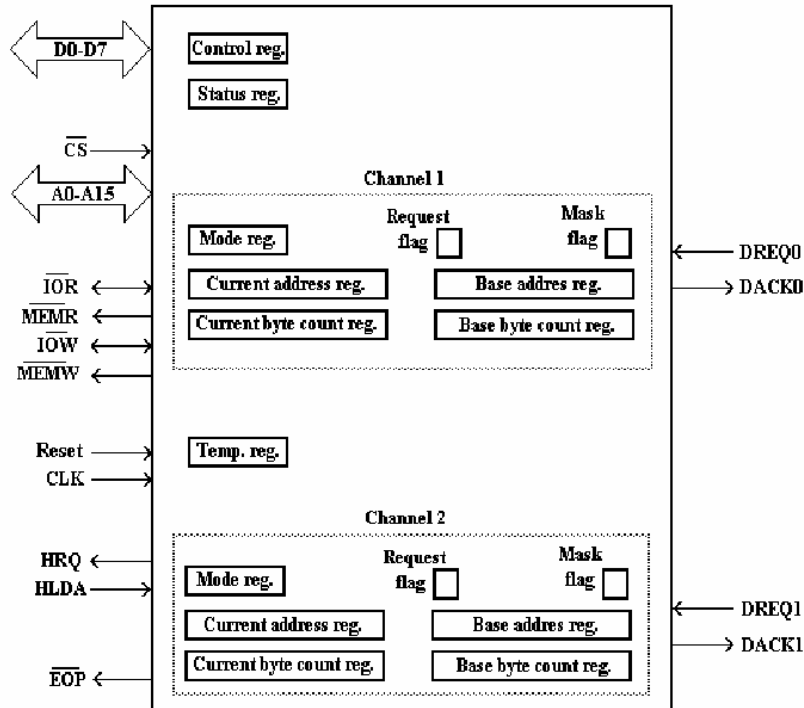 D0-D7
Control reg.
Status reg.
CS
A0-A15
Channel 1
Mode reg.
Request
flag
Mask
flag
DREQ0
Current address reg.
Base addres reg.
IOR
DACK0
MEMR
Current byte count reg.
Base byte count reg.
IOW
MEMW
Reset
Temp. reg.
CLK
Channel 2
HRQ
Request
flag
Mask
flag
Mode reg.
HLDA
DREQ1
Current address reg.
Base addres reg.
DACK1
Current byte count reg.
Base byte count reg.
EOP